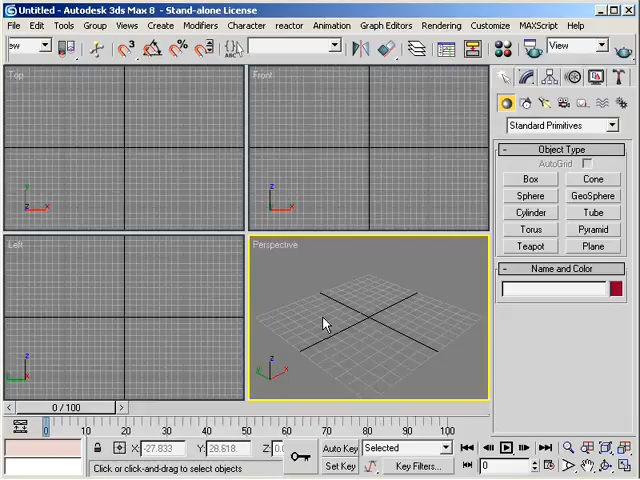 Untitled - Autodesk 3ds Max 8 - Stand-alone License
File Edit Tools Group Views Create Modifiers Character reactor Animation Graph Editors Rendering Customize MAXScript Help
ew
3
%
ABC
View
Top
Front
y
z x
z
x
Left
Perspective
z
z
x
Standard Primitives
- Object Type
AutoGrid
Box Cone
Sphere GeoSphere
Cylinder Tube
Torus Pyramid
Teapot Plane
- Name and Color
< 0 / 100 >
0 10 20 30 40 50 60 70 80 90 100
X: -27.833 Y: 28.618 Z: Auto Key Selected
Click or click-and-drag to select objects Set Key Key Filters... 0